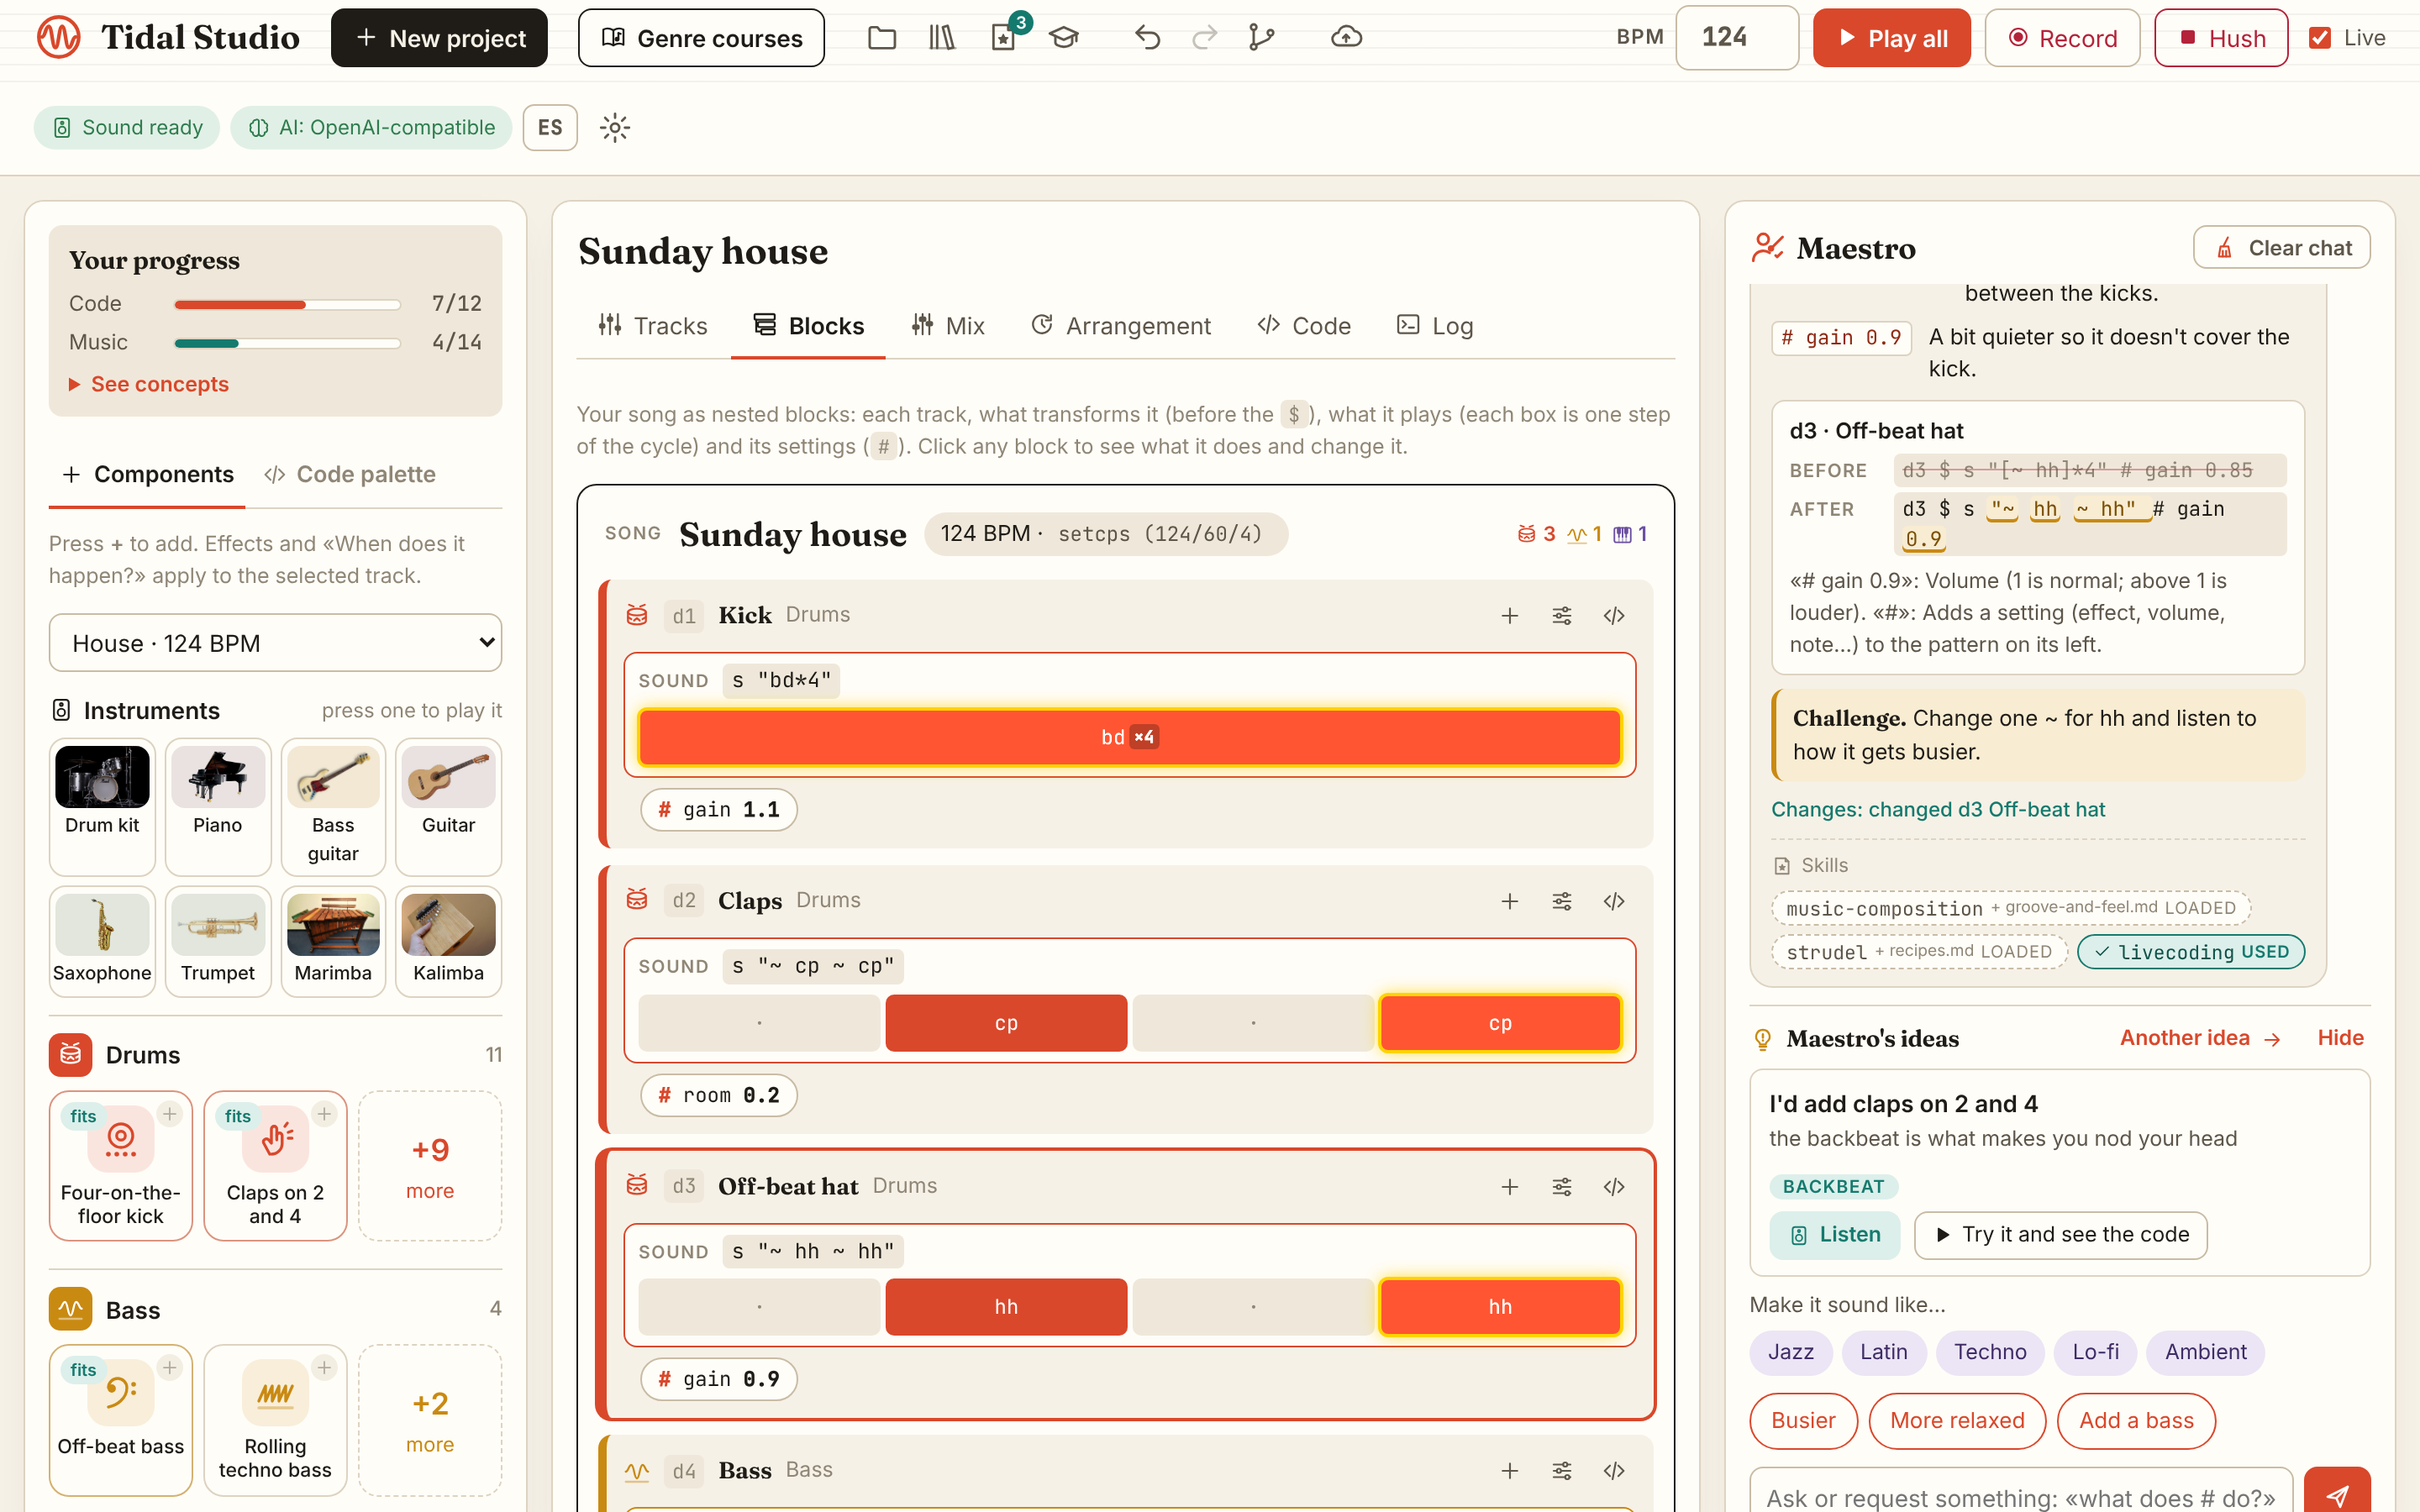 Tidal Studio
New project
Genre courses
3
BPM 124
Play all
Record
Hush
Live
Sound ready
AI: OpenAI-compatible
ES
Your progress
Code 7/12
Music 4/14
See concepts
Components
Code palette
Press + to add. Effects and «When does it
happen?» apply to the selected track.
House · 124 BPM
Instruments press one to play it
Drum kit
Piano
Bass
guitar
Guitar
Saxophone
Trumpet
Marimba
Kalimba
Drums 11
fits
Four-on-the-
floor kick
fits
Claps on 2
and 4
+9
more
Bass 4
fits
Off-beat bass
Rolling
techno bass
+2
more
Sunday house
Tracks
Blocks
Mix
Arrangement
Code
Log
Your song as nested blocks: each track, what transforms it (before the $), what it plays (each box is one step
of the cycle) and its settings (#). Click any block to see what it does and change it.
SONG Sunday house 124 BPM · setcps (124/60/4) 3 1 1
d1 Kick Drums
SOUND s "bd*4"
bd ×4
# gain 1.1
d2 Claps Drums
SOUND s "~ cp ~ cp"
· cp · cp
# room 0.2
d3 Off-beat hat Drums
SOUND s "~ hh ~ hh"
· hh · hh
# gain 0.9
d4 Bass Bass
Maestro
Clear chat
between the kicks.
# gain 0.9 A bit quieter so it doesn't cover the
kick.
d3 · Off-beat hat
BEFORE d3 $ s "[~ hh]*4" # gain 0.85
AFTER d3 $ s "~ hh ~ hh" # gain
0.9
«# gain 0.9»: Volume (1 is normal; above 1 is
louder). «#»: Adds a setting (effect, volume,
note…) to the pattern on its left.
Challenge. Change one ~ for hh and listen to
how it gets busier.
Changes: changed d3 Off-beat hat
Skills
music-composition + groove-and-feel.md LOADED
strudel + recipes.md LOADED
livecoding USED
Maestro's ideas
Another idea →
Hide
I'd add claps on 2 and 4
the backbeat is what makes you nod your head
BACKBEAT
Listen
Try it and see the code
Make it sound like…
Jazz
Latin
Techno
Lo-fi
Ambient
Busier
More relaxed
Add a bass
Ask or request something: «what does # do?»